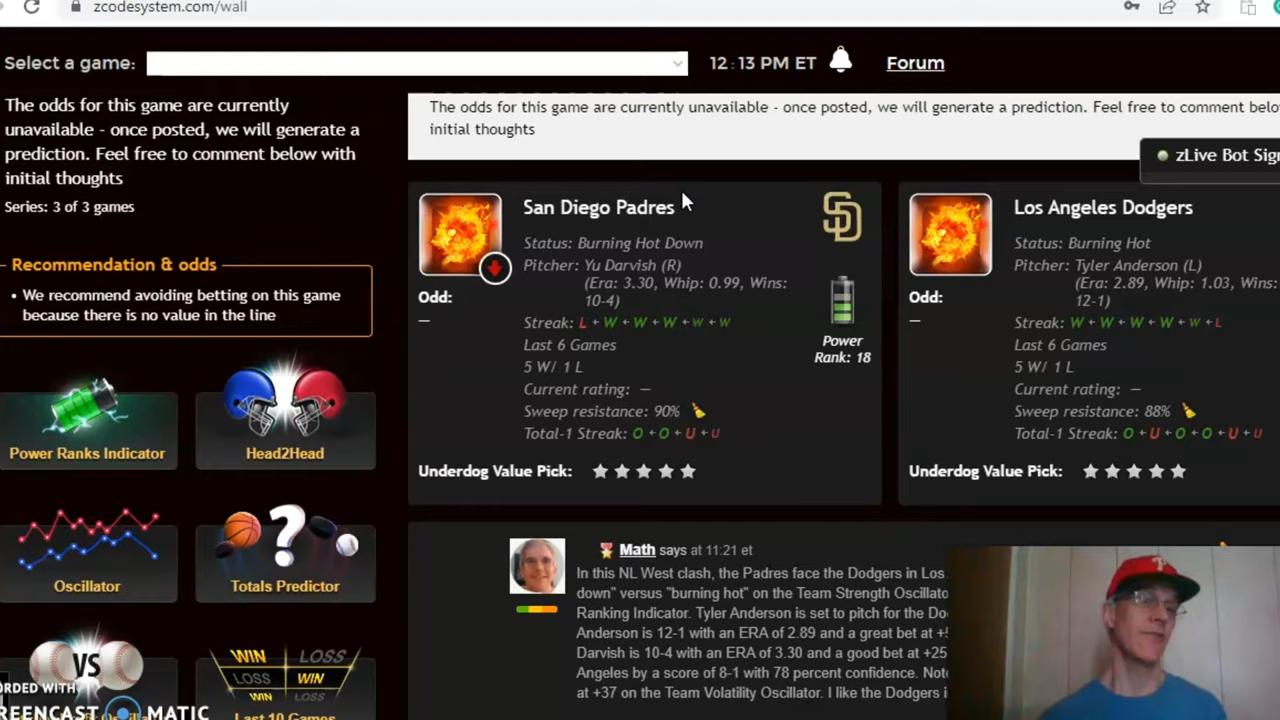 zcodesystem.com/wall
Select a game:
12:13 PM ET
Forum
The odds for this game are currently
unavailable - once posted, we will generate a
prediction. Feel free to comment below with
initial thoughts
Series: 3 of 3 games
Recommendation & odds
• We recommend avoiding betting on this game
because there is no value in the line
Power Ranks Indicator
Head2Head
Oscillator
Totals Predictor
VS
WIN LOSS
LOSS WIN
WIN LOSS
Last 10 Games
ORDED WITH
REENCAST MATIC
The odds for this game are currently unavailable - once posted, we will generate a prediction. Feel free to comment belo
initial thoughts
zLive Bot Sig
San Diego Padres
SD
Status: Burning Hot Down
Pitcher: Yu Darvish (R)
(Era: 3.30, Whip: 0.99, Wins:
10-4)
Odd:
—
Streak: L W W W W W
Last 6 Games
5 W/ 1 L
Current rating: —
Sweep resistance: 90%
Total-1 Streak: O O U U
Power
Rank: 18
Underdog Value Pick:
Los Angeles Dodgers
Status: Burning Hot
Pitcher: Tyler Anderson (L)
(Era: 2.89, Whip: 1.03, Wins:
12-1)
Odd:
—
Streak: W W W W W L
Last 6 Games
5 W/ 1 L
Current rating: —
Sweep resistance: 88%
Total-1 Streak: O U O O U U
Underdog Value Pick:
Math says at 11:21 et
In this NL West clash, the Padres face the Dodgers in Los
down" versus "burning hot" on the Team Strength Oscillato
Ranking Indicator. Tyler Anderson is set to pitch for the Do
Anderson is 12-1 with an ERA of 2.89 and a great bet at +
Darvish is 10-4 with an ERA of 3.30 and a good bet at +25
Angeles by a score of 8-1 with 78 percent confidence. Not
at +37 on the Team Volatility Oscillator. I like the Dodgers i